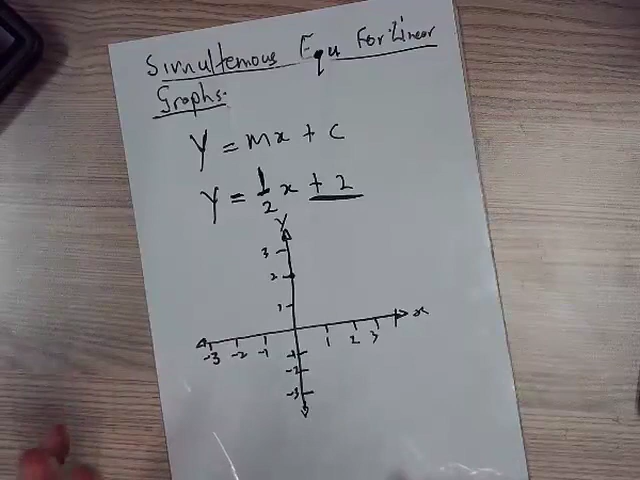 Simultemous Equ For Linear
Graphs.
Y = mx + c
Y = 1/2 x + 2
Y
3
2
1
x
-3 -2 -1 1 2 3
-1
-2
-3